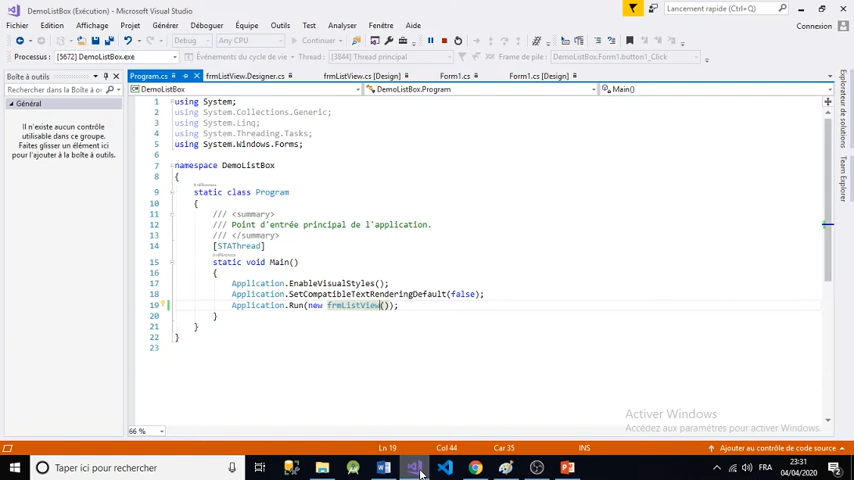 DemoListBox (Exécution) - Microsoft Visual Studio
Lancement rapide (Ctrl+Q)
Fichier Edition Affichage Projet Générer Déboguer Équipe Outils Test Analyser Fenêtre Aide
Connexion
Debug Any CPU Continuer
Processus : [5672] DemoListBox.exe Événements du cycle de vie Thread : [3844] Thread principal Frame de pile : DemoListBox.Form1.button1_Click
Boîte à outils
Program.cs frmListView.Designer.cs frmListView.cs [Design] Form1.cs Form1.cs [Design]
Rechercher dans la Boîte à o
DemoListBox DemoListBox.Program Main()
Général
Il n'existe aucun contrôle
utilisable dans ce groupe.
Faites glisser un élément ici
pour l'ajouter à la boîte à
outils.
1 using System;
2 using System.Collections.Generic;
3 using System.Linq;
4 using System.Threading.Tasks;
5 using System.Windows.Forms;
6
7 namespace DemoListBox
8 {
9 static class Program
10 {
11 /// <summary>
12 /// Point d'entrée principal de l'application.
13 /// </summary>
14 [STAThread]
15 static void Main()
16 {
17 Application.EnableVisualStyles();
18 Application.SetCompatibleTextRenderingDefault(false);
19 Application.Run(new frmListView());
20 }
21 }
22 }
23
Explorateur de solutions
Team Explorer
66 %
Activer Windows
Accédez aux paramètres pour activer Windows.
Ln 19 Col 44 Car 35 INS Ajouter au contrôle de code source
Taper ici pour rechercher
FRA
23:31
04/04/2020